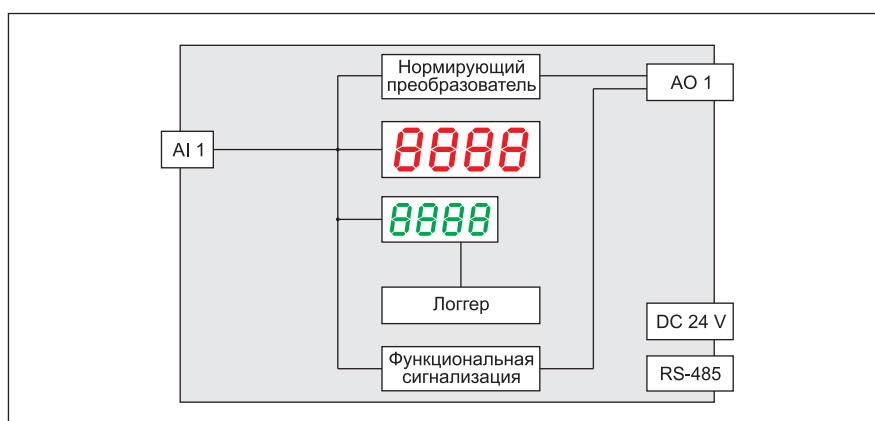 Нормирующий
преобразователь
AO 1
AI 1
8888
8888
Логгер
DC 24 V
Функциональная
сигнализация
RS-485